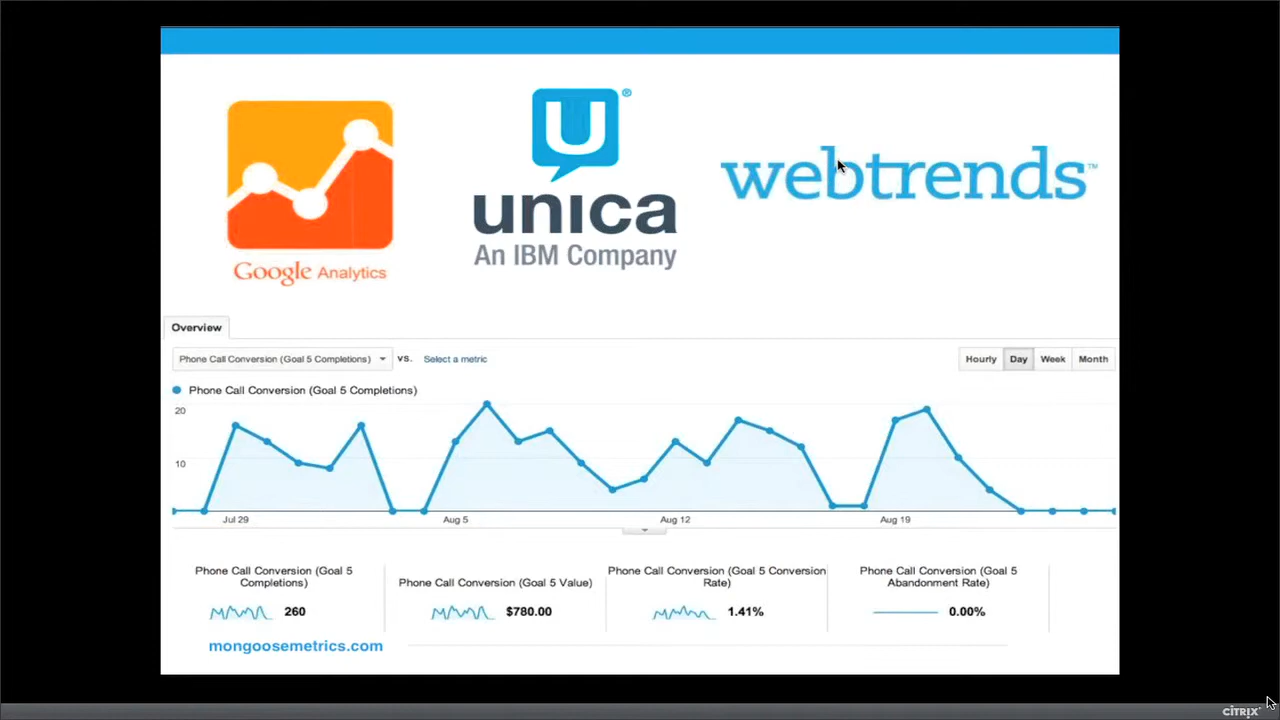 U®
unica
An IBM Company
webtrends™
Google Analytics
Overview
Phone Call Conversion (Goal 5 Completions) vs. Select a metric
Hourly Day Week Month
Phone Call Conversion (Goal 5 Completions)
20
10
Jul 29 Aug 5 Aug 12 Aug 19
Phone Call Conversion (Goal 5
Completions)
260
Phone Call Conversion (Goal 5 Value)
$780.00
Phone Call Conversion (Goal 5 Conversion
Rate)
1.41%
Phone Call Conversion (Goal 5
Abandonment Rate)
0.00%
mongoosemetrics.com
CITRIX®